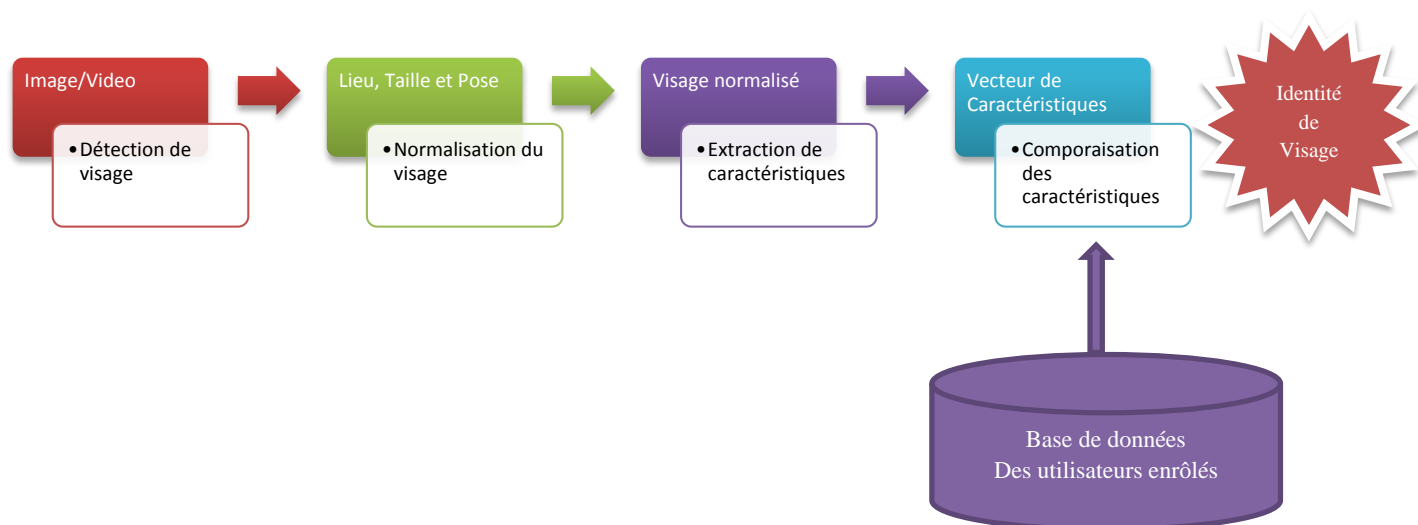 Image/Video
• Détection de
visage
Lieu, Taille et Pose
• Normalisation du
visage
Visage normalisé
• Extraction de
caractéristiques
Vecteur de
Caractéristiques
• Comporaisation
des
caractéristiques
Identité
de
Visage
Base de données
Des utilisateurs enrôlés